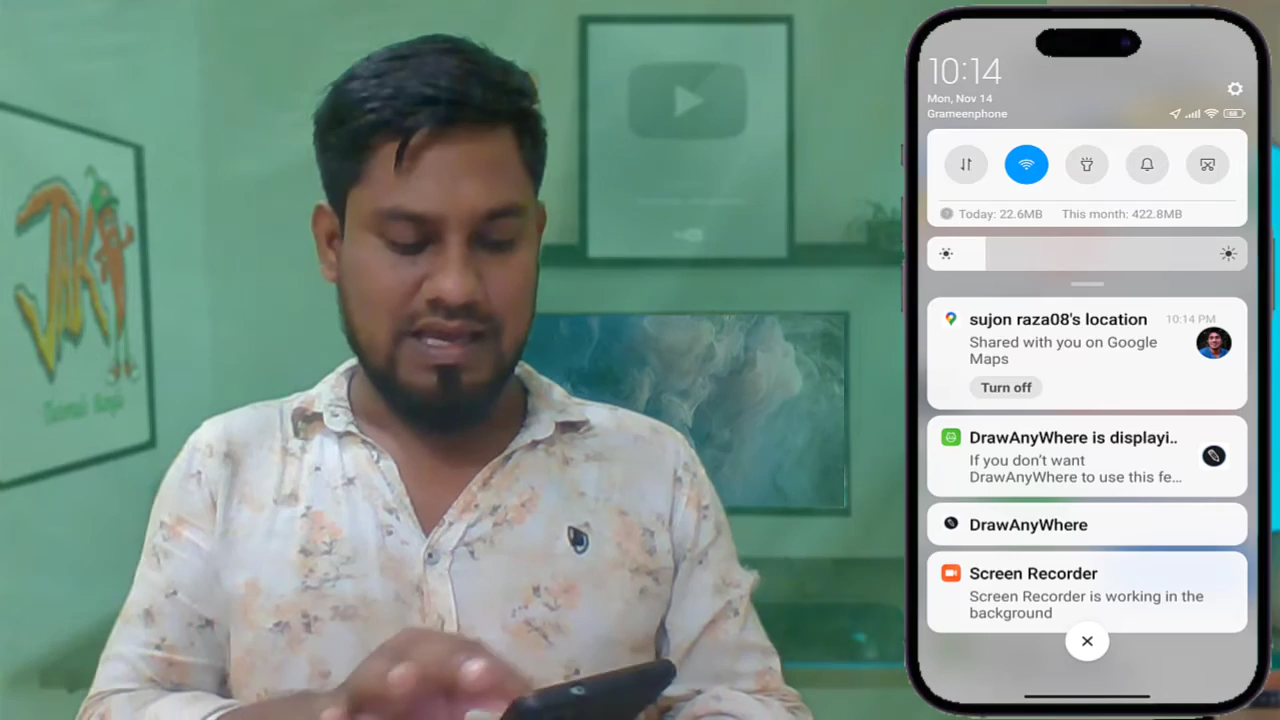 10:14
Mon, Nov 14
Grameenphone
68
Today: 22.6MB This month: 422.8MB
sujon raza08's location 10:14 PM
Shared with you on Google
Maps
Turn off
DrawAnyWhere is displayi..
If you don't want
DrawAnyWhere to use this fe...
DrawAnyWhere
Screen Recorder
Screen Recorder is working in the
background